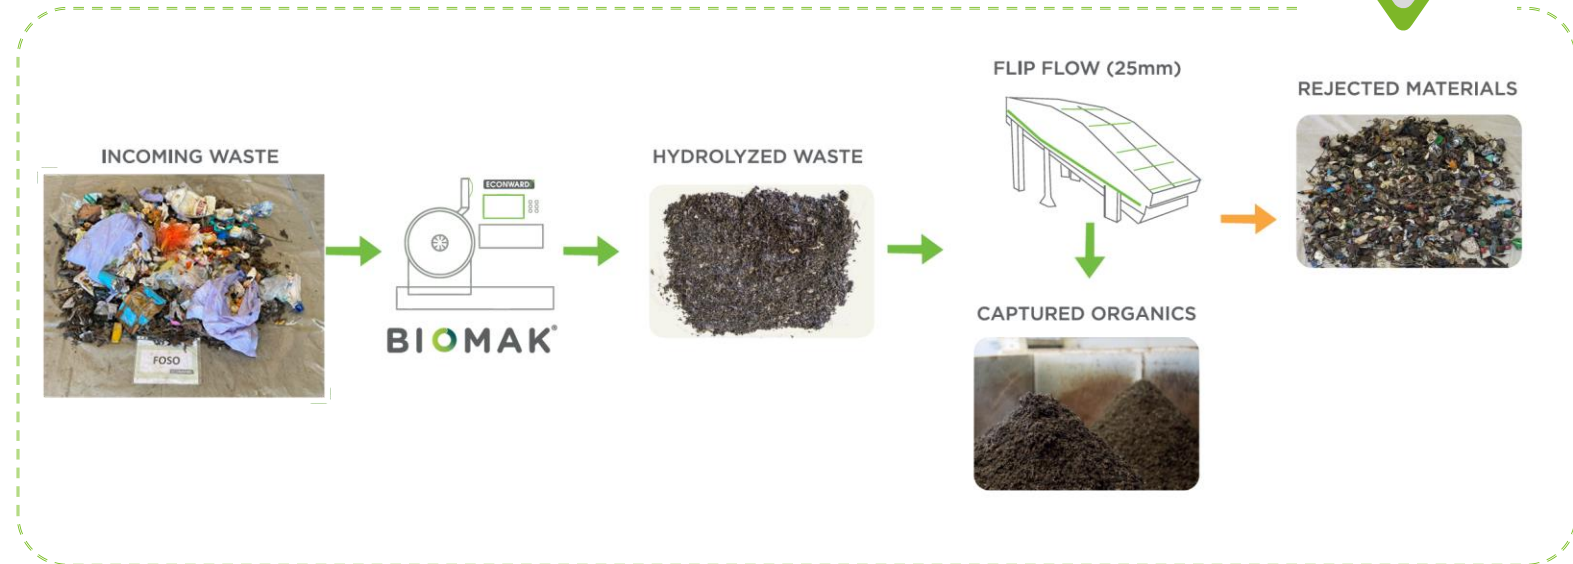 INCOMING WASTE
FOSO
ECONWARD
BIOMAK®
HYDROLYZED WASTE
FLIP FLOW (25mm)
CAPTURED ORGANICS
REJECTED MATERIALS